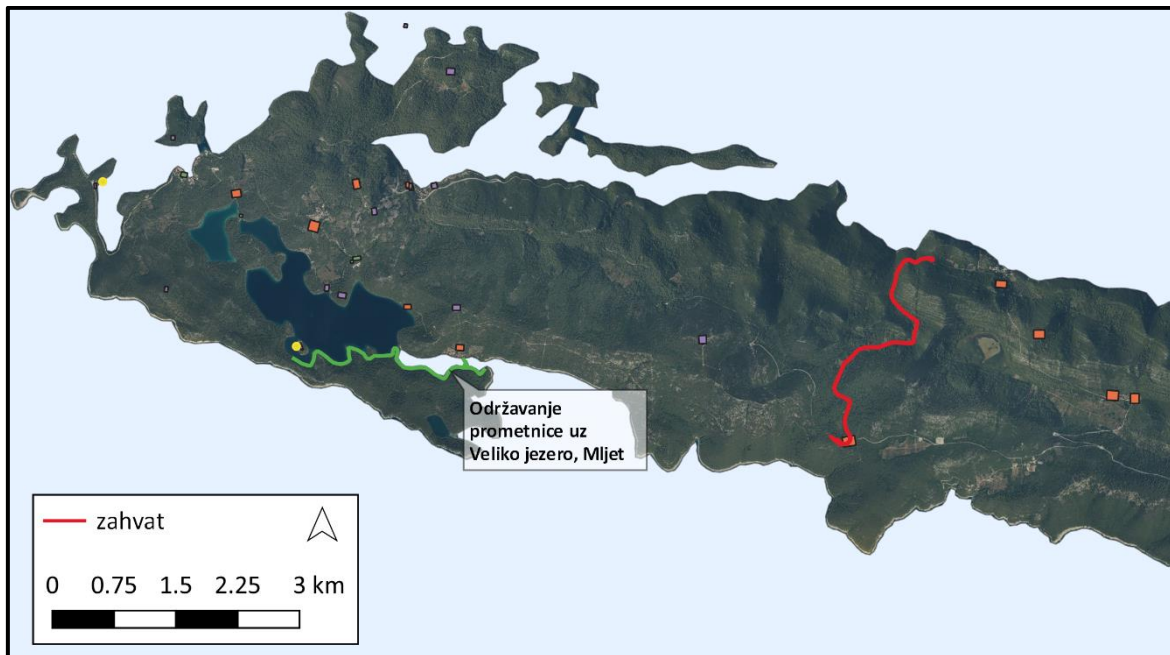 Održavanje
prometnice uz
Veliko jezero, Mljet
zahvat
0 0.75 1.5 2.25 3 km